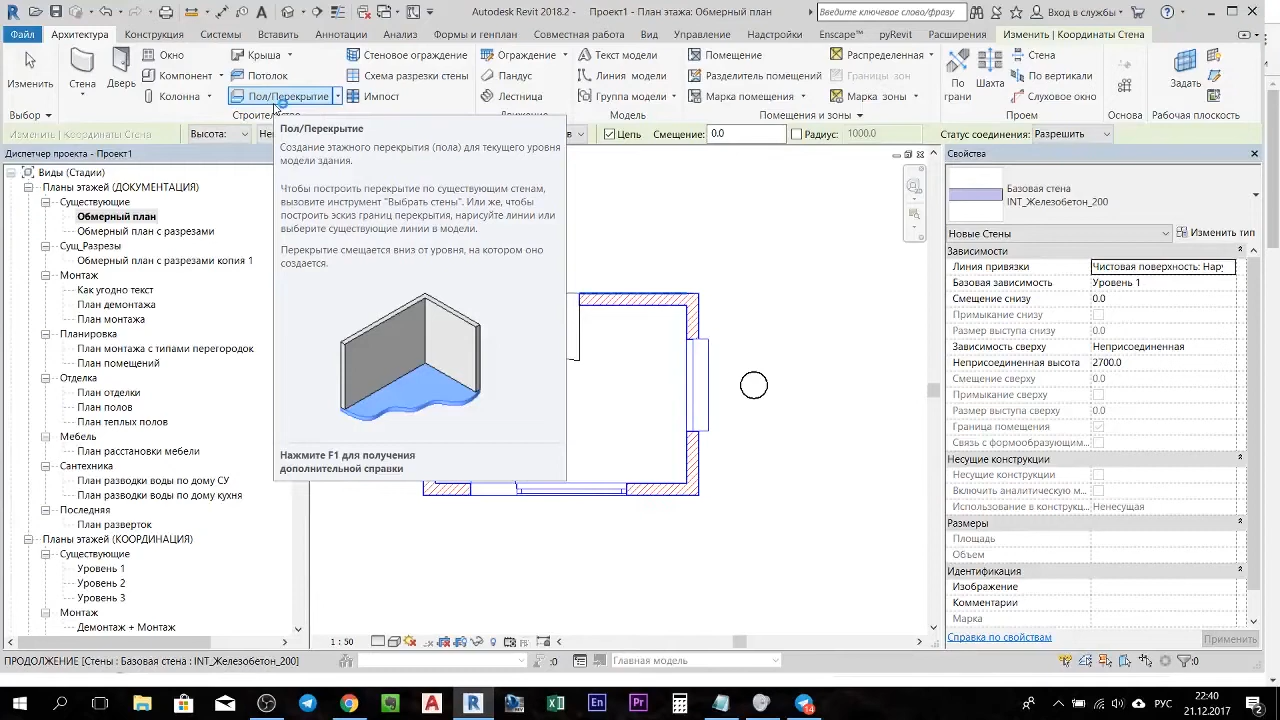 Autodesk Revit 2018.2 - Проект1 - План этажа: Обмерный план
Введите ключевое слово/фразу
Вход в службы
Файл
Архитектура
Конструкция
Системы
Вставить
Аннотации
Анализ
Формы и генплан
Совместная работа
Вид
Управление
Надстройки
Enscape™
pyRevit
Расширения
Изменить | Координаты Стена
Изменить
Стена
Дверь
Окно
Компонент
Колонна
Крыша
Потолок
Пол/Перекрытие
Стеновое ограждение
Схема разрезки стены
Импост
Ограждение
Пандус
Лестница
Текст модели
Линия модели
Группа модели
Помещение
Разделитель помещений
Марка помещения
Распределенная
Границы зон
Марка зоны
По грани
Шахта
Стена
По вертикали
Слуховое окно
Задать
Выбор
Модель
Помещения и зоны
Проем
Основа
Рабочая плоскость
Изменить | Координаты Стена
Высота:
Цепь
Смещение:
0.0
Радиус:
1000.0
Статус соединения:
Разрешить
Диспетчер проекта - Проект1
Виды (Стадии)
Планы этажей (ДОКУМЕНТАЦИЯ)
Существующие
Обмерный план
Обмерный план с разрезами
Сущ_Разрезы
Обмерный план с разрезами копия 1
Монтаж
Как угодно текст
План демонтажа
План монтажа
Планировка
План монтажа с типами перегородок
План помещений
Отделка
План отделки
План полов
План теплых полов
Мебель
План расстановки мебели
Сантехника
План разводки воды по дому СУ
План разводки воды по дому кухня
Последняя
План разверток
Планы этажей (КООРДИНАЦИЯ)
Существующие
Уровень 1
Уровень 2
Уровень 3
Монтаж
Демонтаж + Монтаж
Пол/Перекрытие
Создание этажного перекрытия (пола) для текущего уровня
модели здания.
Чтобы построить перекрытие по существующим стенам,
вызовите инструмент "Выбрать стены". Или же, чтобы
построить эскиз границ перекрытия, нарисуйте линии или
выберите существующие линии в модели.
Перекрытие смещается вниз от уровня, на котором оно
создается.
Нажмите F1 для получения
дополнительной справки
Свойства
Базовая стена
INT_Железобетон_200
Новые Стены
Изменить тип
Зависимости
Линия привязки
Чистовая поверхность: Нар
Базовая зависимость
Уровень 1
Смещение снизу
0.0
Примыкание снизу
Размер выступа снизу
0.0
Зависимость сверху
Неприсоединенная
Неприсоединенная высота
2700.0
Смещение сверху
0.0
Примыкание сверху
Размер выступа сверху
0.0
Граница помещения
Связь с формообразующим...
Несущие конструкции
Несущие конструкции
Включить аналитическую м...
Использование в конструкц...
Ненесущая
Размеры
Площадь
Объем
Идентификация
Изображение
Комментарии
Марка
Справка по свойствам
Применить
1 : 50
ПРОДОЛЖЕНИЕ [Стены : Базовая стена : INT_Железобетон_200]
:0
Главная модель
:0
РУС
22:40
21.12.2017